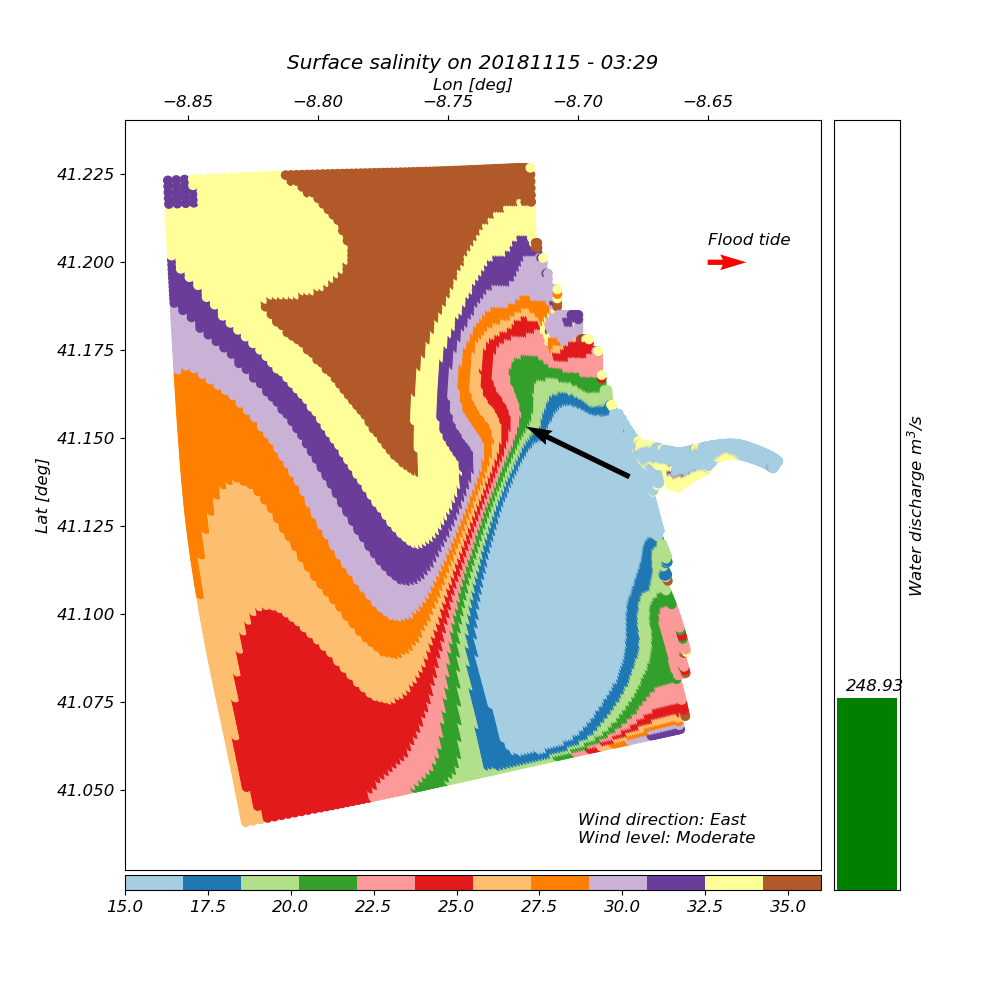 Surface salinity on 20181115 - 03:29
Lon [deg]
−8.85 −8.80 −8.75 −8.70 −8.65
41.225
41.200
41.175
41.150
41.125
41.100
41.075
41.050
Lat [deg]
Flood tide
Wind direction: East
Wind level: Moderate
15.0 17.5 20.0 22.5 25.0 27.5 30.0 32.5 35.0
248.93
Water discharge m³/s